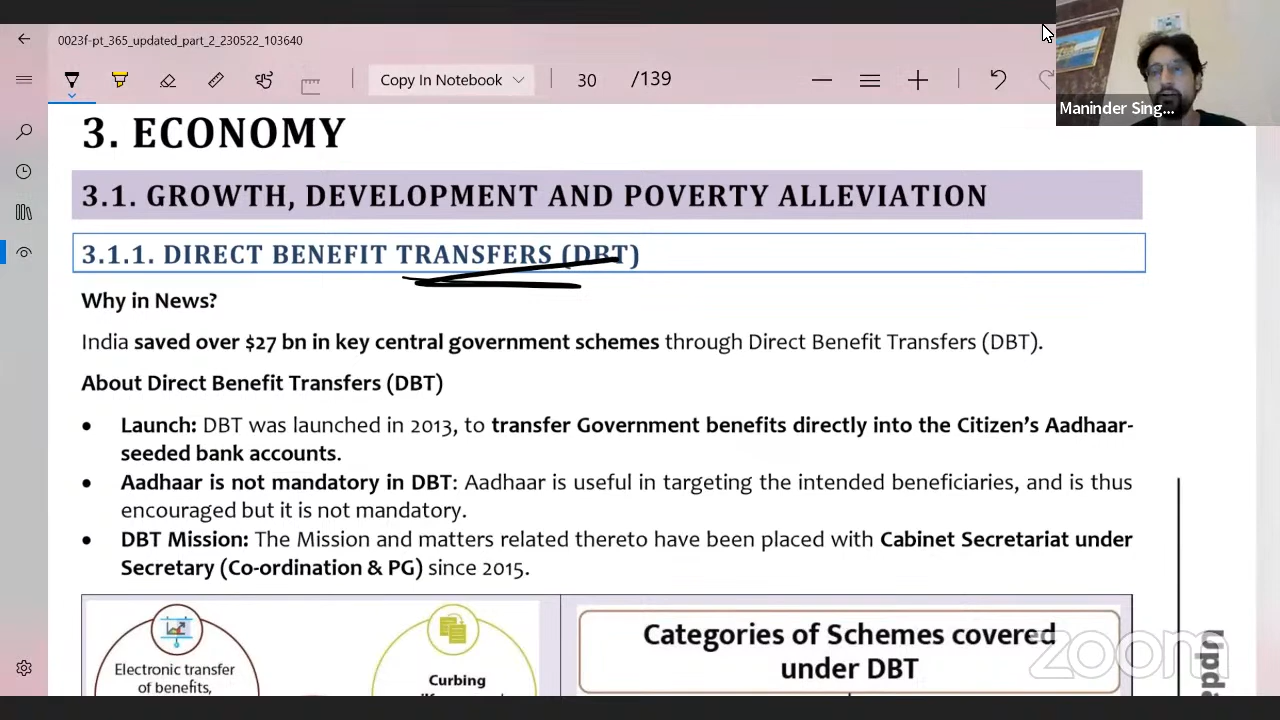 0023f-pt_365_updated_part_2_230522_103640
Copy In Notebook
30 /139
Maninder Sing...
3. ECONOMY
3.1. GROWTH, DEVELOPMENT AND POVERTY ALLEVIATION
3.1.1. DIRECT BENEFIT TRANSFERS (DBT)
Why in News?
India saved over $27 bn in key central government schemes through Direct Benefit Transfers (DBT).
About Direct Benefit Transfers (DBT)
• Launch: DBT was launched in 2013, to transfer Government benefits directly into the Citizen's Aadhaar-
seeded bank accounts.
• Aadhaar is not mandatory in DBT: Aadhaar is useful in targeting the intended beneficiaries, and is thus
encouraged but it is not mandatory.
• DBT Mission: The Mission and matters related thereto have been placed with Cabinet Secretariat under
Secretary (Co-ordination & PG) since 2015.
Electronic transfer
of benefits,
Curbing
Categories of Schemes covered
under DBT
zoom